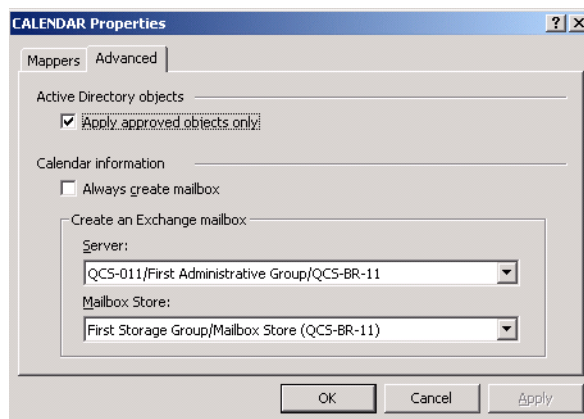 CALENDAR Properties
Mappers Advanced
Active Directory objects
Apply approved objects only
Calendar information
Always create mailbox
Create an Exchange mailbox
Server:
QCS-011/First Administrative Group/QCS-BR-11
Mailbox Store:
First Storage Group/Mailbox Store (QCS-BR-11)
OK Cancel Apply